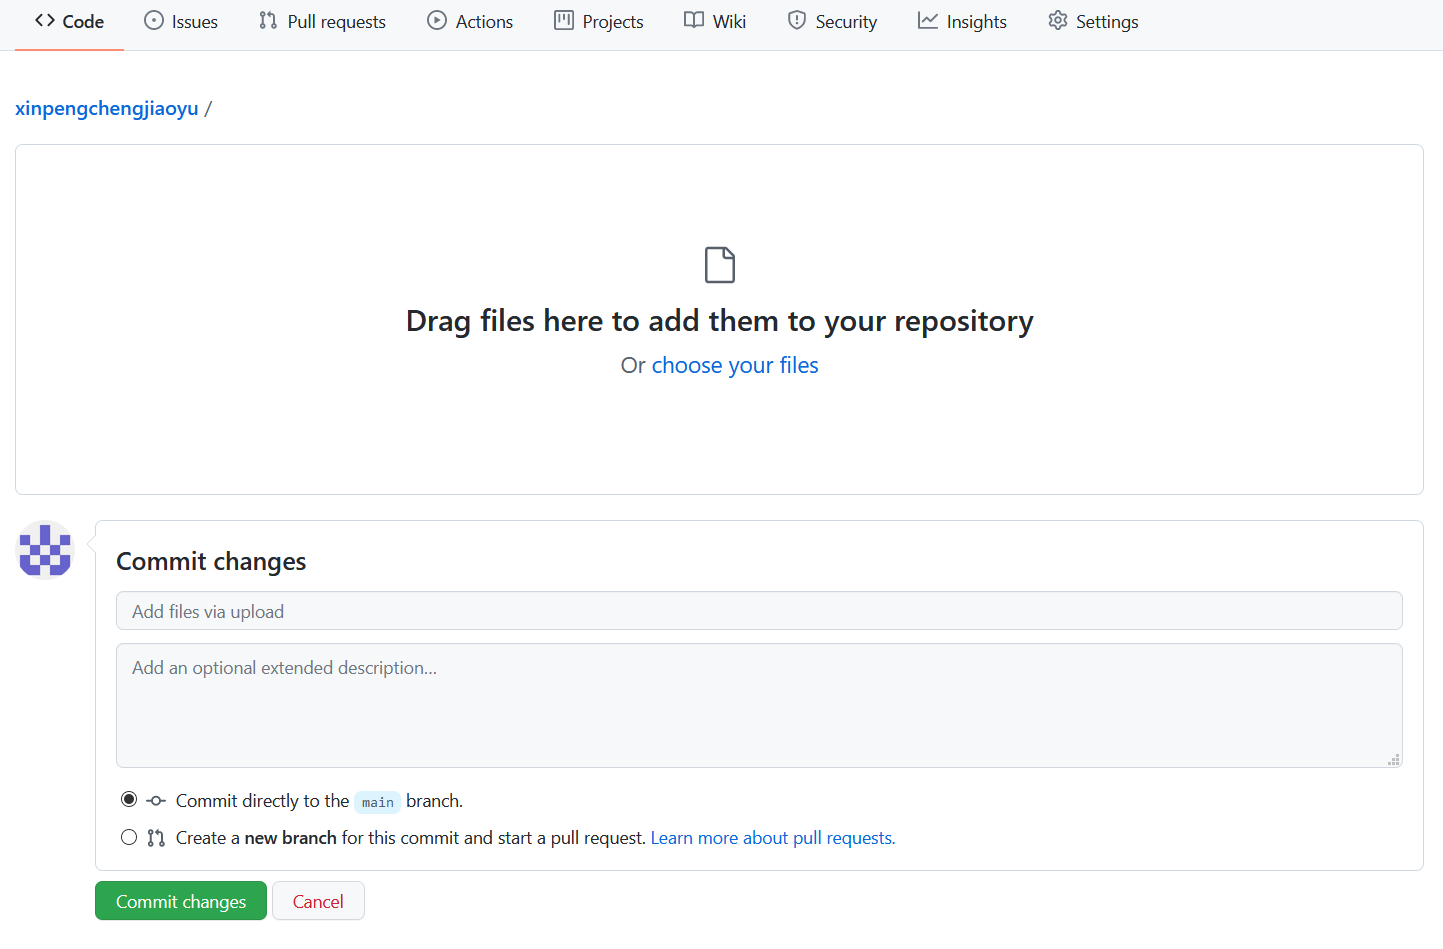 Code Issues Pull requests Actions Projects Wiki Security Insights Settings
xinpengchengjiaoyu /
Drag files here to add them to your repository
Or choose your files
Commit changes
Add files via upload
Add an optional extended description...
Commit directly to the main branch.
Create a new branch for this commit and start a pull request. Learn more about pull requests.
Commit changes Cancel